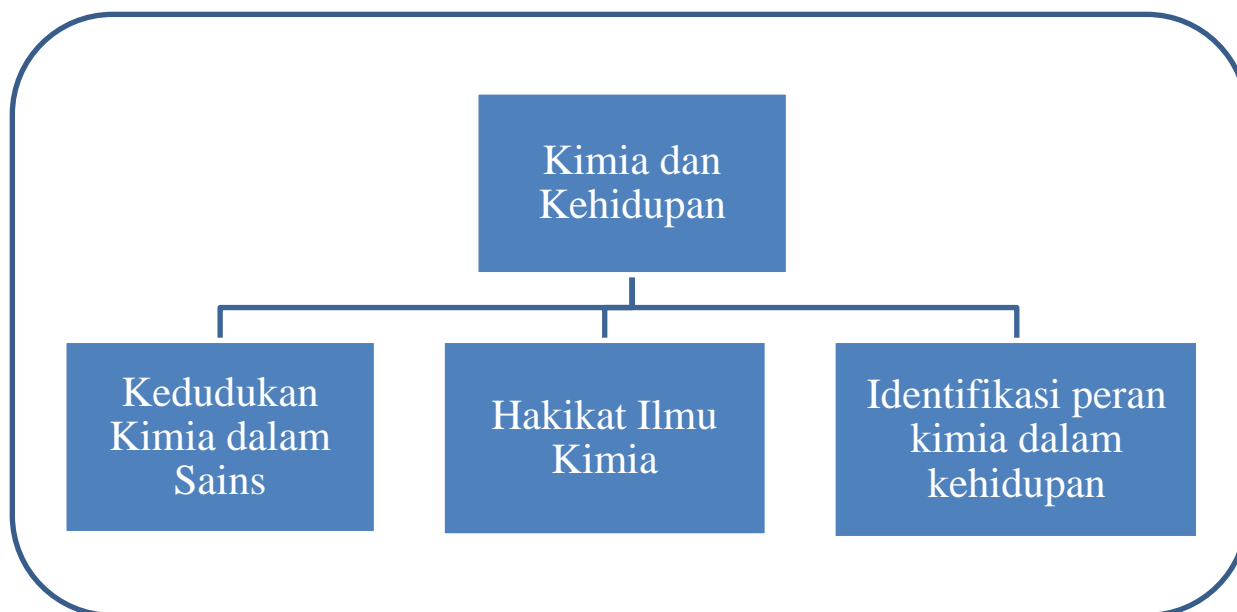 Kimia dan
Kehidupan
Kedudukan
Kimia dalam
Sains
Hakikat Ilmu
Kimia
Identifikasi peran
kimia dalam
kehidupan